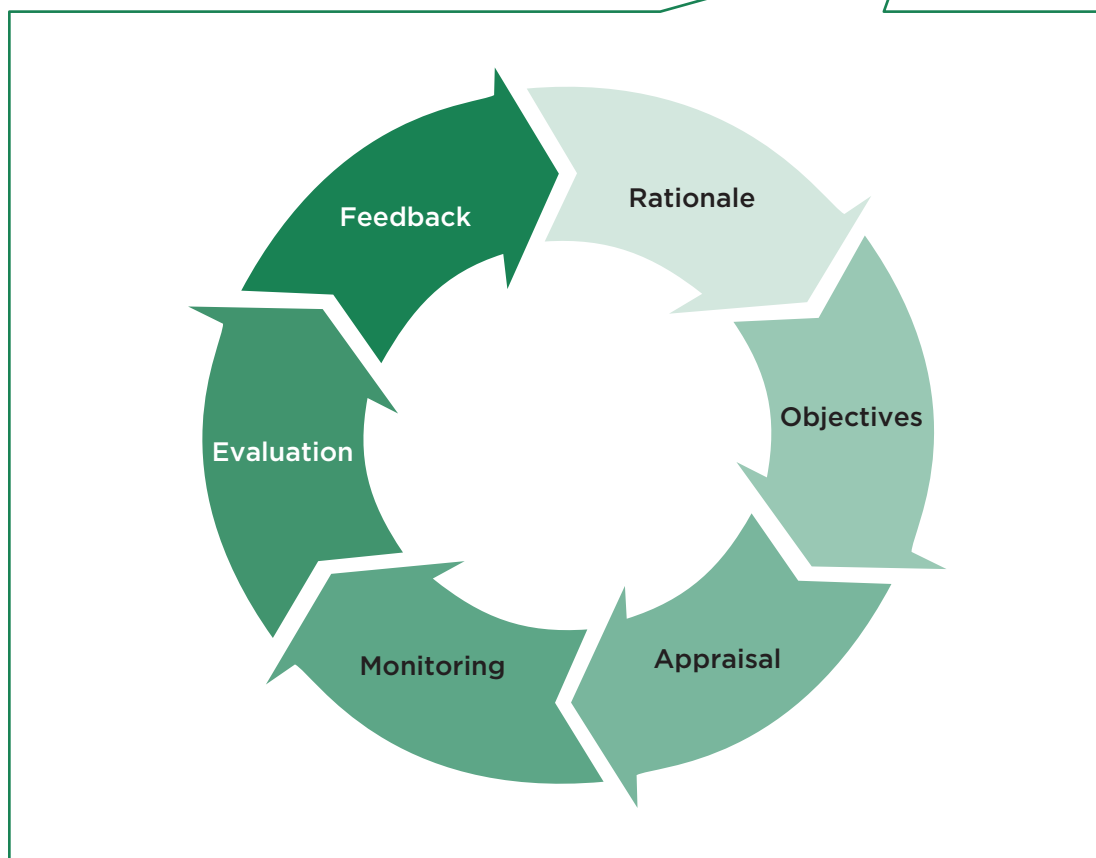 Rationale
Objectives
Appraisal
Monitoring
Evaluation
Feedback